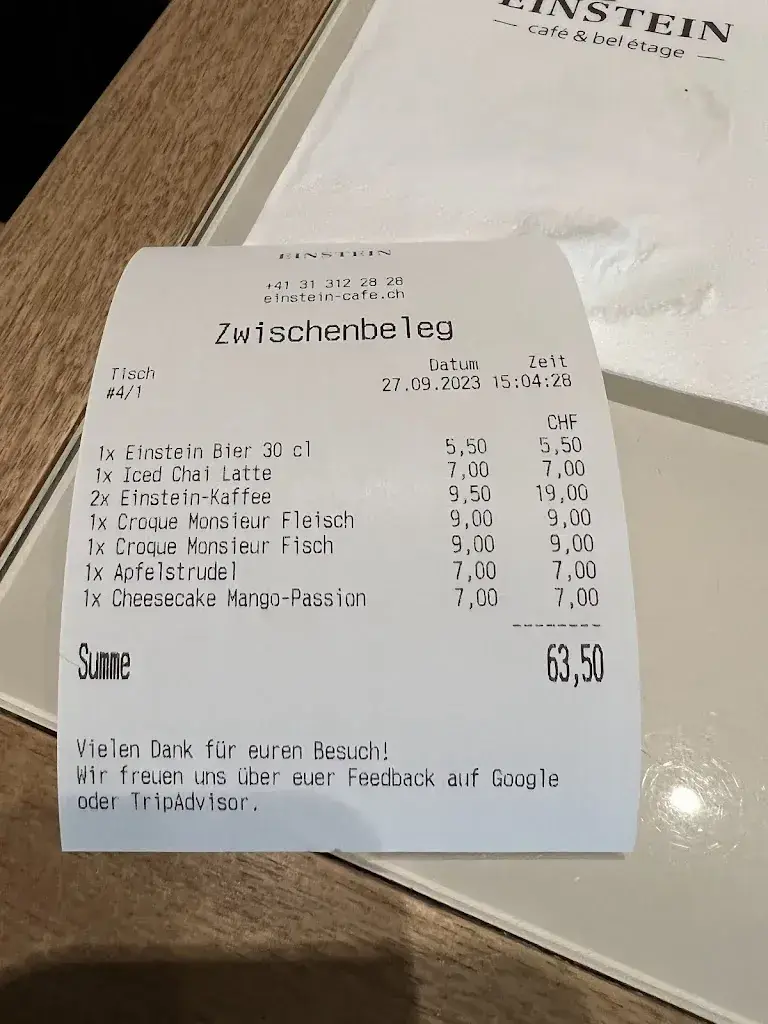 EINSTEIN
— café & bel étage —
EINSTEIN
+41 31 312 28 28
einstein-cafe.ch
Zwischenbeleg
Tisch Datum Zeit
#4/1 27.09.2023 15:04:28
CHF
1x Einstein Bier 30 cl 5,50 5,50
1x Iced Chai Latte 7,00 7,00
2x Einstein-Kaffee 9,50 19,00
1x Croque Monsieur Fleisch 9,00 9,00
1x Croque Monsieur Fisch 9,00 9,00
1x Apfelstrudel 7,00 7,00
1x Cheesecake Mango-Passion 7,00 7,00
Summe 63,50
Vielen Dank für euren Besuch!
Wir freuen uns über euer Feedback auf Google
oder TripAdvisor.